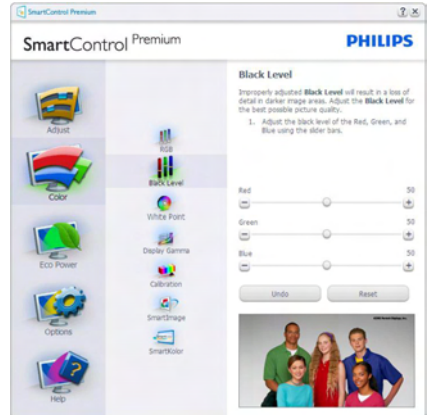 SmartControl Premium
SmartControl Premium
PHILIPS
Adjust
Color
Eco Power
Options
Help
RGB
Black Level
White Point
Display Gamma
Calibration
SmartImage
SmartKolor
Black Level
Improperly adjusted Black Level will result in a loss of
detail in darker image areas. Adjust the Black Level for
the best possible picture quality.
1. Adjust the black level of the Red, Green, and
Blue using the slider bars.
Red 50
Green 50
Blue 50
Undo Reset